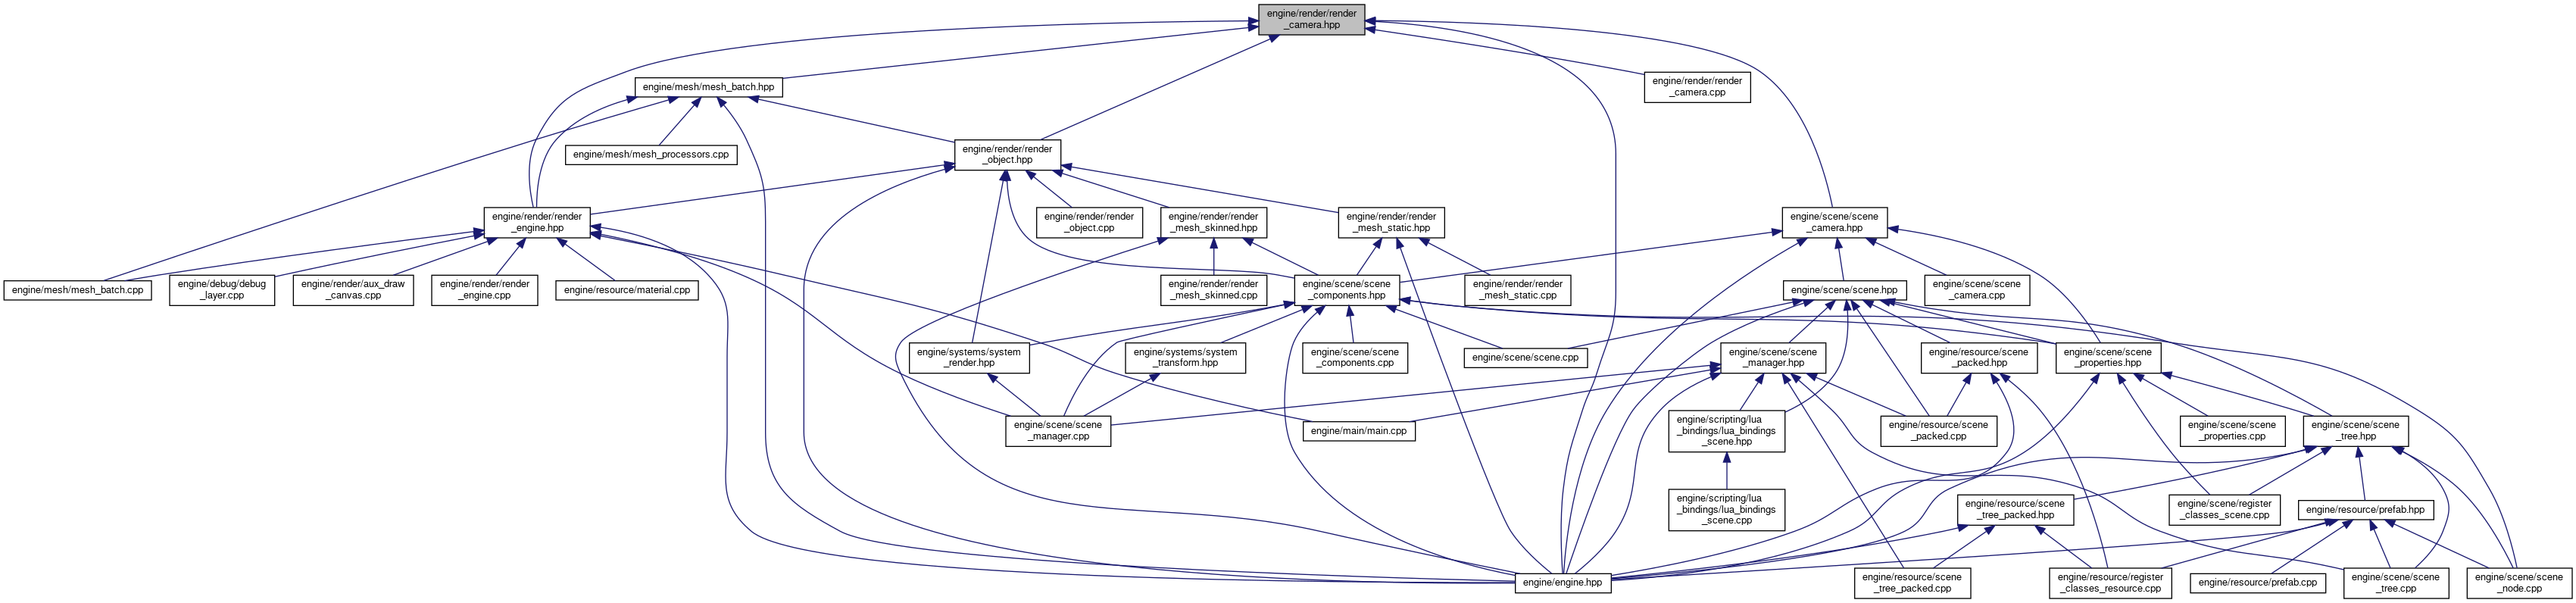 engine/render/render
_camera.hpp
engine/mesh/mesh_batch.hpp
engine/render/render
_camera.cpp
engine/mesh/mesh_processors.cpp
engine/render/render
_object.hpp
engine/render/render
_engine.hpp
engine/render/render
_object.cpp
engine/render/render
_mesh_skinned.hpp
engine/render/render
_mesh_static.hpp
engine/scene/scene
_camera.hpp
engine/mesh/mesh_batch.cpp
engine/debug/debug
_layer.cpp
engine/render/aux_draw
_canvas.cpp
engine/render/render
_engine.cpp
engine/resource/material.cpp
engine/render/render
_mesh_skinned.cpp
engine/scene/scene
_components.hpp
engine/render/render
_mesh_static.cpp
engine/scene/scene.hpp
engine/scene/scene
_camera.cpp
engine/systems/system
_render.hpp
engine/systems/system
_transform.hpp
engine/scene/scene
_components.cpp
engine/scene/scene.cpp
engine/scene/scene
_manager.hpp
engine/resource/scene
_packed.hpp
engine/scene/scene
_properties.hpp
engine/scene/scene
_manager.cpp
engine/main/main.cpp
engine/scripting/lua
_bindings/lua_bindings
_scene.hpp
engine/resource/scene
_packed.cpp
engine/scene/scene
_properties.cpp
engine/scene/scene
_tree.hpp
engine/scripting/lua
_bindings/lua_bindings
_scene.cpp
engine/resource/scene
_tree_packed.hpp
engine/scene/register
_classes_scene.cpp
engine/resource/prefab.hpp
engine/engine.hpp
engine/resource/scene
_tree_packed.cpp
engine/resource/register
_classes_resource.cpp
engine/resource/prefab.cpp
engine/scene/scene
_tree.cpp
engine/scene/scene
_node.cpp